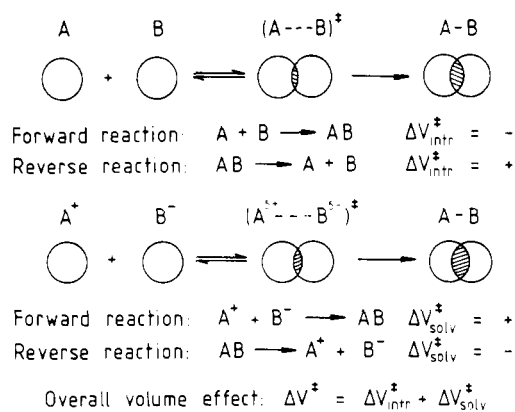 A B (A---B)‡ A-B
+
Forward reaction: A + B → AB ΔV‡intr = -
Reverse reaction: AB → A + B ΔV‡intr = +
A⁺ B⁻ (Aᵟ⁺---Bᵟ⁻)‡ A-B
+
Forward reaction: A⁺ + B⁻ → AB ΔV‡solv = +
Reverse reaction: AB → A⁺ + B⁻ ΔV‡solv = -
Overall volume effect: ΔV‡ = ΔV‡intr + ΔV‡solv